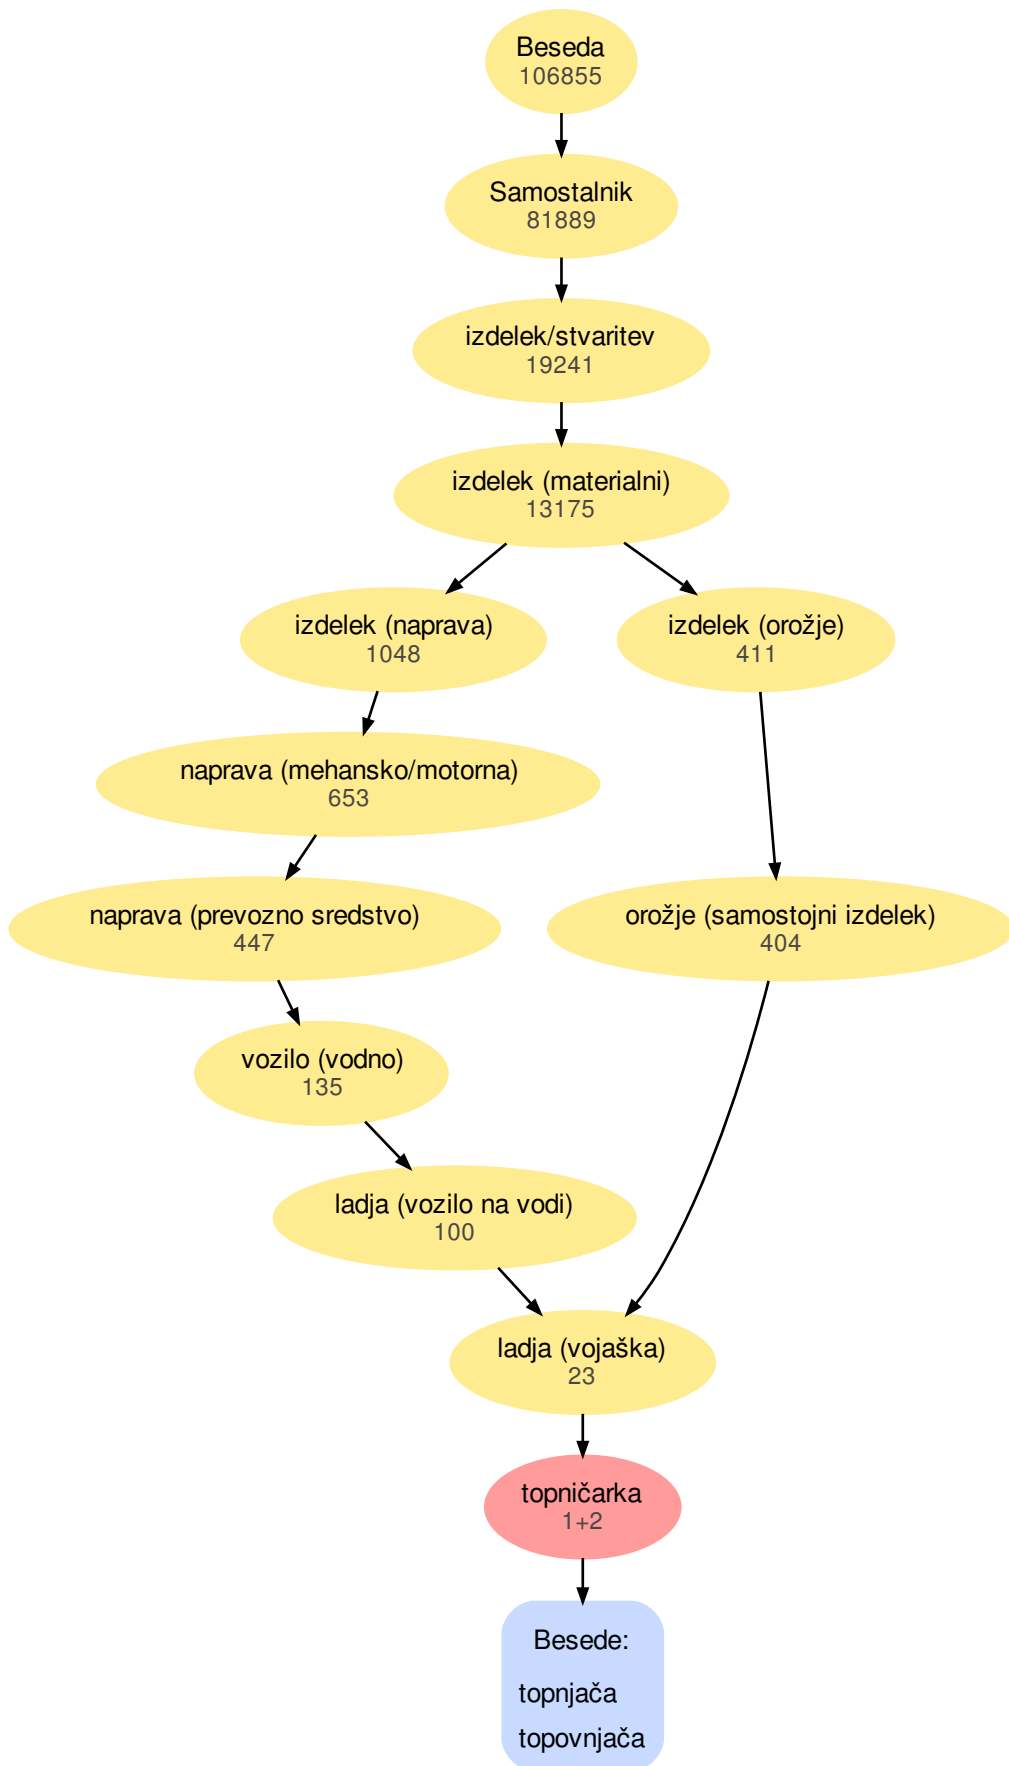 Beseda
106855
Samostalnik
81889
izdelek/stvaritev
19241
izdelek (materialni)
13175
izdelek (naprava)
1048
izdelek (orožje)
411
naprava (mehansko/motorna)
653
naprava (prevozno sredstvo)
447
orožje (samostojni izdelek)
404
vozilo (vodno)
135
ladja (vozilo na vodi)
100
ladja (vojaška)
23
topničarka
1+2
Besede:
topnjača
topovnjača